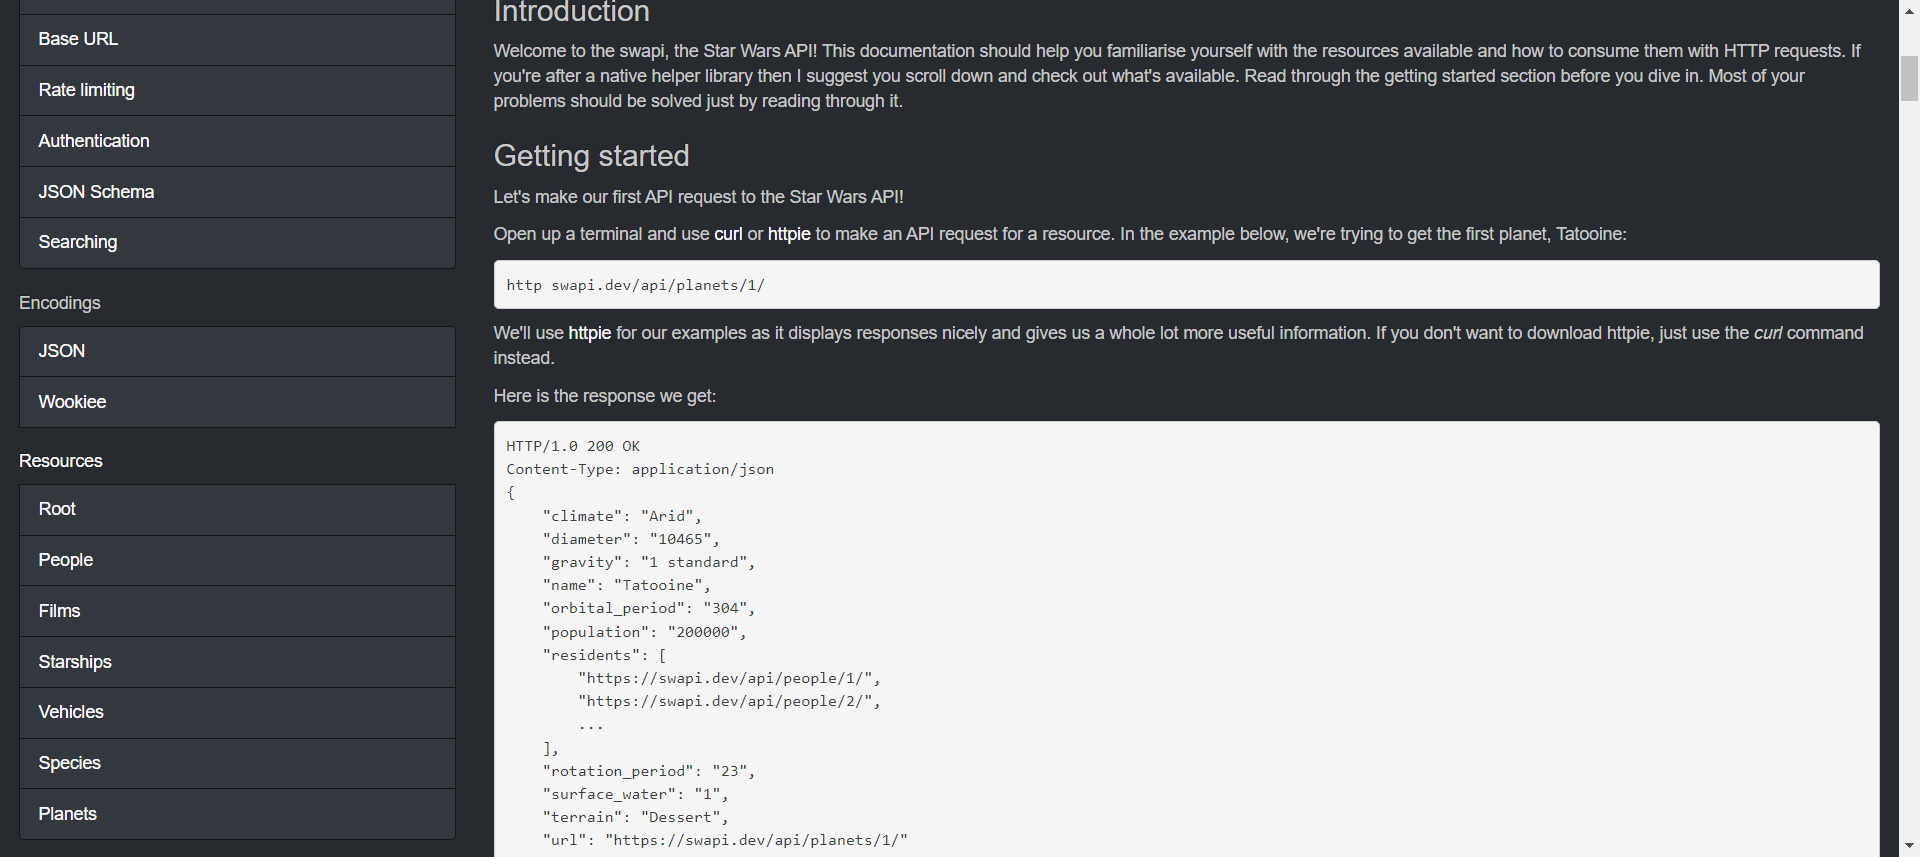 Base URL
Rate limiting
Authentication
JSON Schema
Searching
Encodings
JSON
Wookiee
Resources
Root
People
Films
Starships
Vehicles
Species
Planets
Introduction
Welcome to the swapi, the Star Wars API! This documentation should help you familiarise yourself with the resources available and how to consume them with HTTP requests. If
you're after a native helper library then I suggest you scroll down and check out what's available. Read through the getting started section before you dive in. Most of your
problems should be solved just by reading through it.
Getting started
Let's make our first API request to the Star Wars API!
Open up a terminal and use curl or httpie to make an API request for a resource. In the example below, we're trying to get the first planet, Tatooine:
http swapi.dev/api/planets/1/
We'll use httpie for our examples as it displays responses nicely and gives us a whole lot more useful information. If you don't want to download httpie, just use the curl command
instead.
Here is the response we get:
HTTP/1.0 200 OK
Content-Type: application/json
{
    "climate": "Arid",
    "diameter": "10465",
    "gravity": "1 standard",
    "name": "Tatooine",
    "orbital_period": "304",
    "population": "200000",
    "residents": [
        "https://swapi.dev/api/people/1/",
        "https://swapi.dev/api/people/2/",
        ...
    ],
    "rotation_period": "23",
    "surface_water": "1",
    "terrain": "Dessert",
    "url": "https://swapi.dev/api/planets/1/"